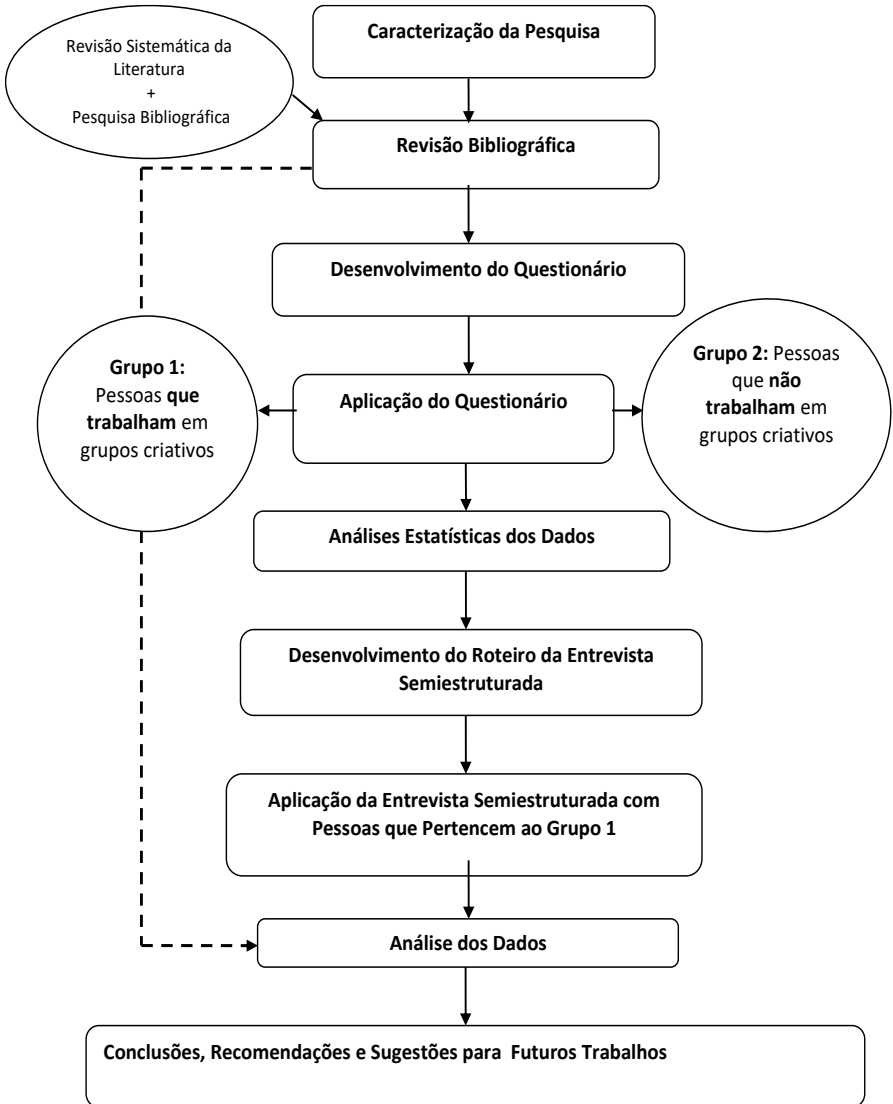 Caracterização da Pesquisa
Revisão Sistemática da
Literatura
+
Pesquisa Bibliográfica
Revisão Bibliográfica
Desenvolvimento do Questionário
Grupo 1:
Pessoas que
trabalham em
grupos criativos
Aplicação do Questionário
Grupo 2: Pessoas
que não
trabalham em
grupos criativos
Análises Estatísticas dos Dados
Desenvolvimento do Roteiro da Entrevista
Semiestruturada
Aplicação da Entrevista Semiestruturada com
Pessoas que Pertencem ao Grupo 1
Análise dos Dados
Conclusões, Recomendações e Sugestões para Futuros Trabalhos